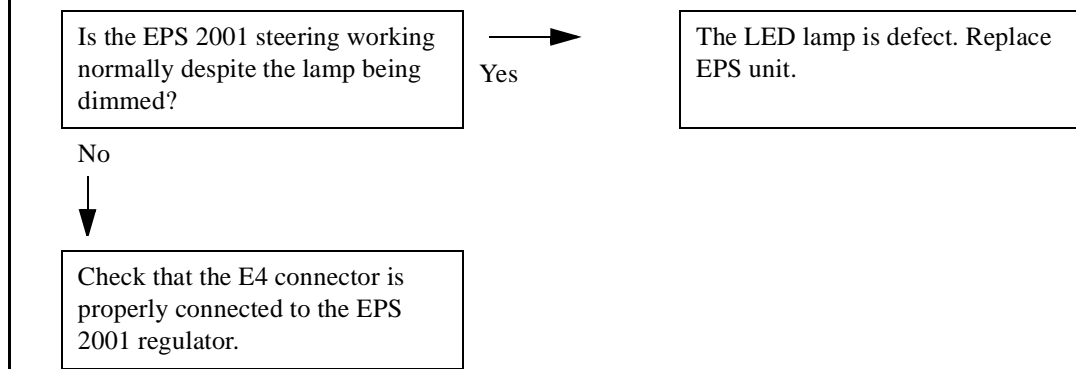 Is the EPS 2001 steering working
normally despite the lamp being
dimmed?
Yes
The LED lamp is defect. Replace
EPS unit.
No
Check that the E4 connector is
properly connected to the EPS
2001 regulator.